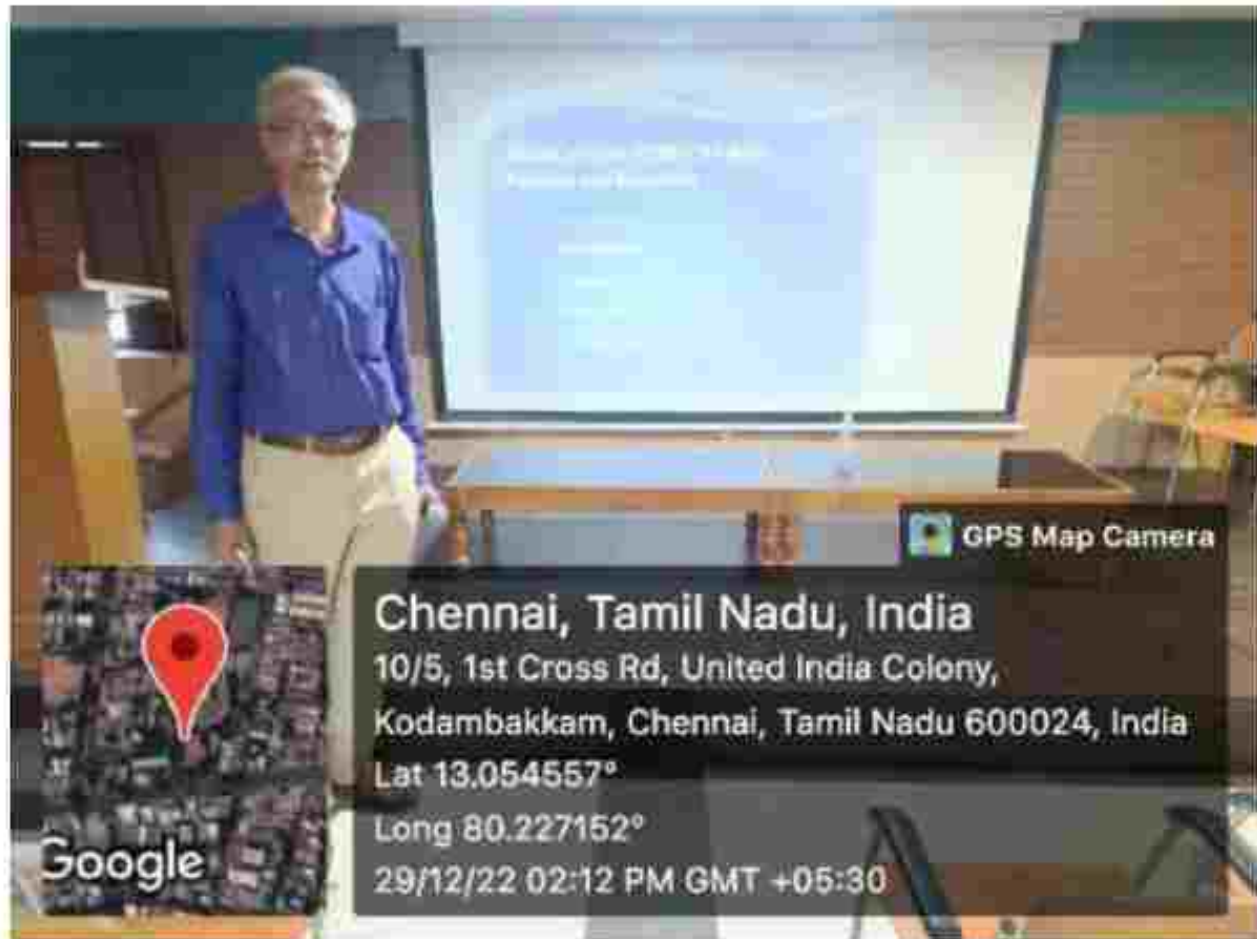 GPS Map Camera
Chennai, Tamil Nadu, India
10/5, 1st Cross Rd, United India Colony,
Kodambakkam, Chennai, Tamil Nadu 600024, India
Lat 13.054557°
Long 80.227152°
29/12/22 02:12 PM GMT +05:30
Google